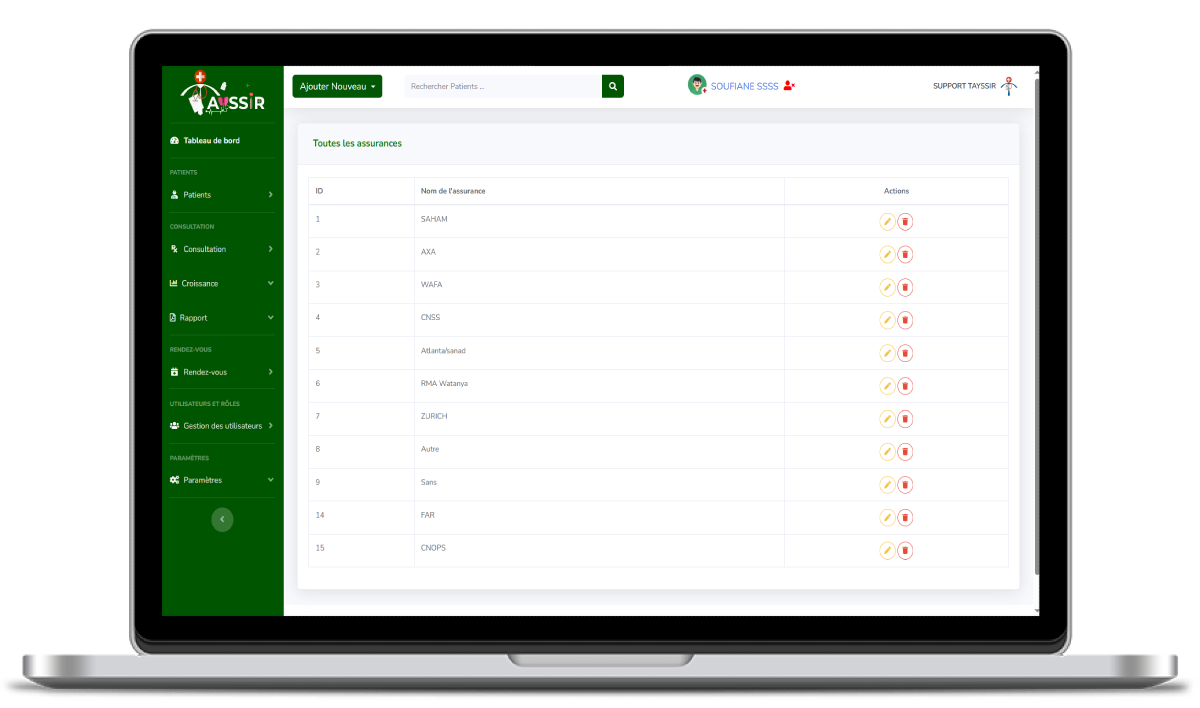 TAYSSIR
Tableau de bord
PATIENTS
Patients
CONSULTATION
Consultation
Croissance
Rapport
RENDEZ-VOUS
Rendez-vous
UTILISATEURS ET RÔLES
Gestion des utilisateurs
PARAMÈTRES
Paramètres
Ajouter Nouveau
Rechercher Patients ...
SOUFIANE SSSS
SUPPORT TAYSSIR
Toutes les assurances
ID Nom de l'assurance Actions
1 SAHAM
2 AXA
3 WAFA
4 CNSS
5 Atlanta/sanad
6 RMA Watanya
7 ZURICH
8 Autre
9 Sans
14 FAR
15 CNOPS